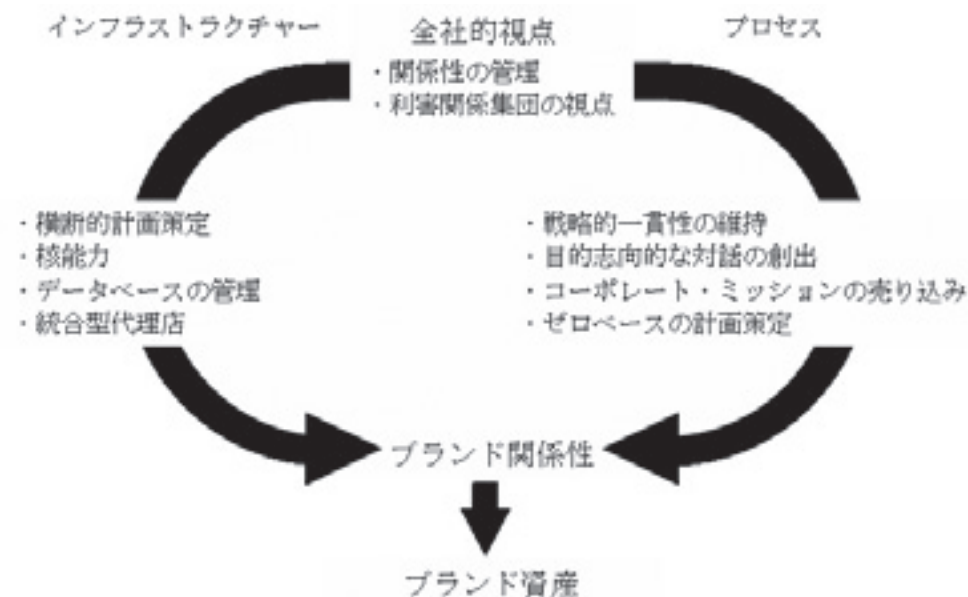 インフラストラクチャー
全社的視点
プロセス
・関係性の管理
・利審関係集団の視点
・横断的計画策定
・核能力
・データベースの管理
・統合型代理店
・戦略的一貫性の維持
・目的志向的な対話の創出
・コーポレート・ミッションの売り込み
・ゼロベースの計画策定
ブランド関係性
ブランド資産